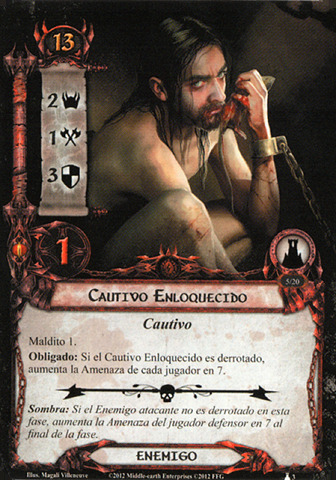 13
2
1
3
1
5/20
Cautivo Enloquecido
Cautivo
Maldito 1.
Obligado: Si el Cautivo Enloquecido es derrotado,
aumenta la Amenaza de cada jugador en 7.
Sombra: Si el Enemigo atacante no es derrotado en esta
fase, aumenta la Amenaza del jugador defensor en 7 al
final de la fase.
ENEMIGO
Illus. Magali Villeneuve
©2012 Middle-earth Enterprises ©2012 FFG